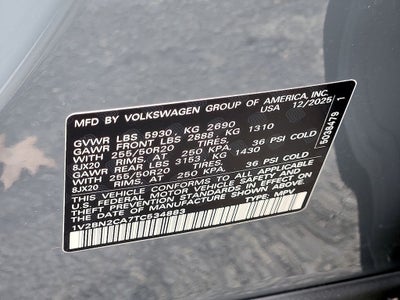 MFD BY VOLKSWAGEN GROUP OF AMERICA, INC.
USA 12/2025
GVWR LBS 5930, KG 2690
GAWR FRONT LBS 2888, KG 1310
WITH 255/50R20 TIRES,
8JX20 RIMS, AT 250 KPA. 36 PSI COLD
GAWR REAR LBS 3153, KG 1430
WITH 255/50R20 TIRES,
8JX20 RIMS, AT 250 KPA. 36 PSI COLD
THIS VEHICLE CONFORMS TO ALL APPLICABLE
U.S. FEDERAL MOTOR VEHICLE SAFETY AND
THEFT PREVENTION STANDARDS IN EFFECT
ON THE DATE OF MANUFACTURE SHOWN ABOVE.
1V2BN2CA7TC534883 TYPE: MPV
5098479 1